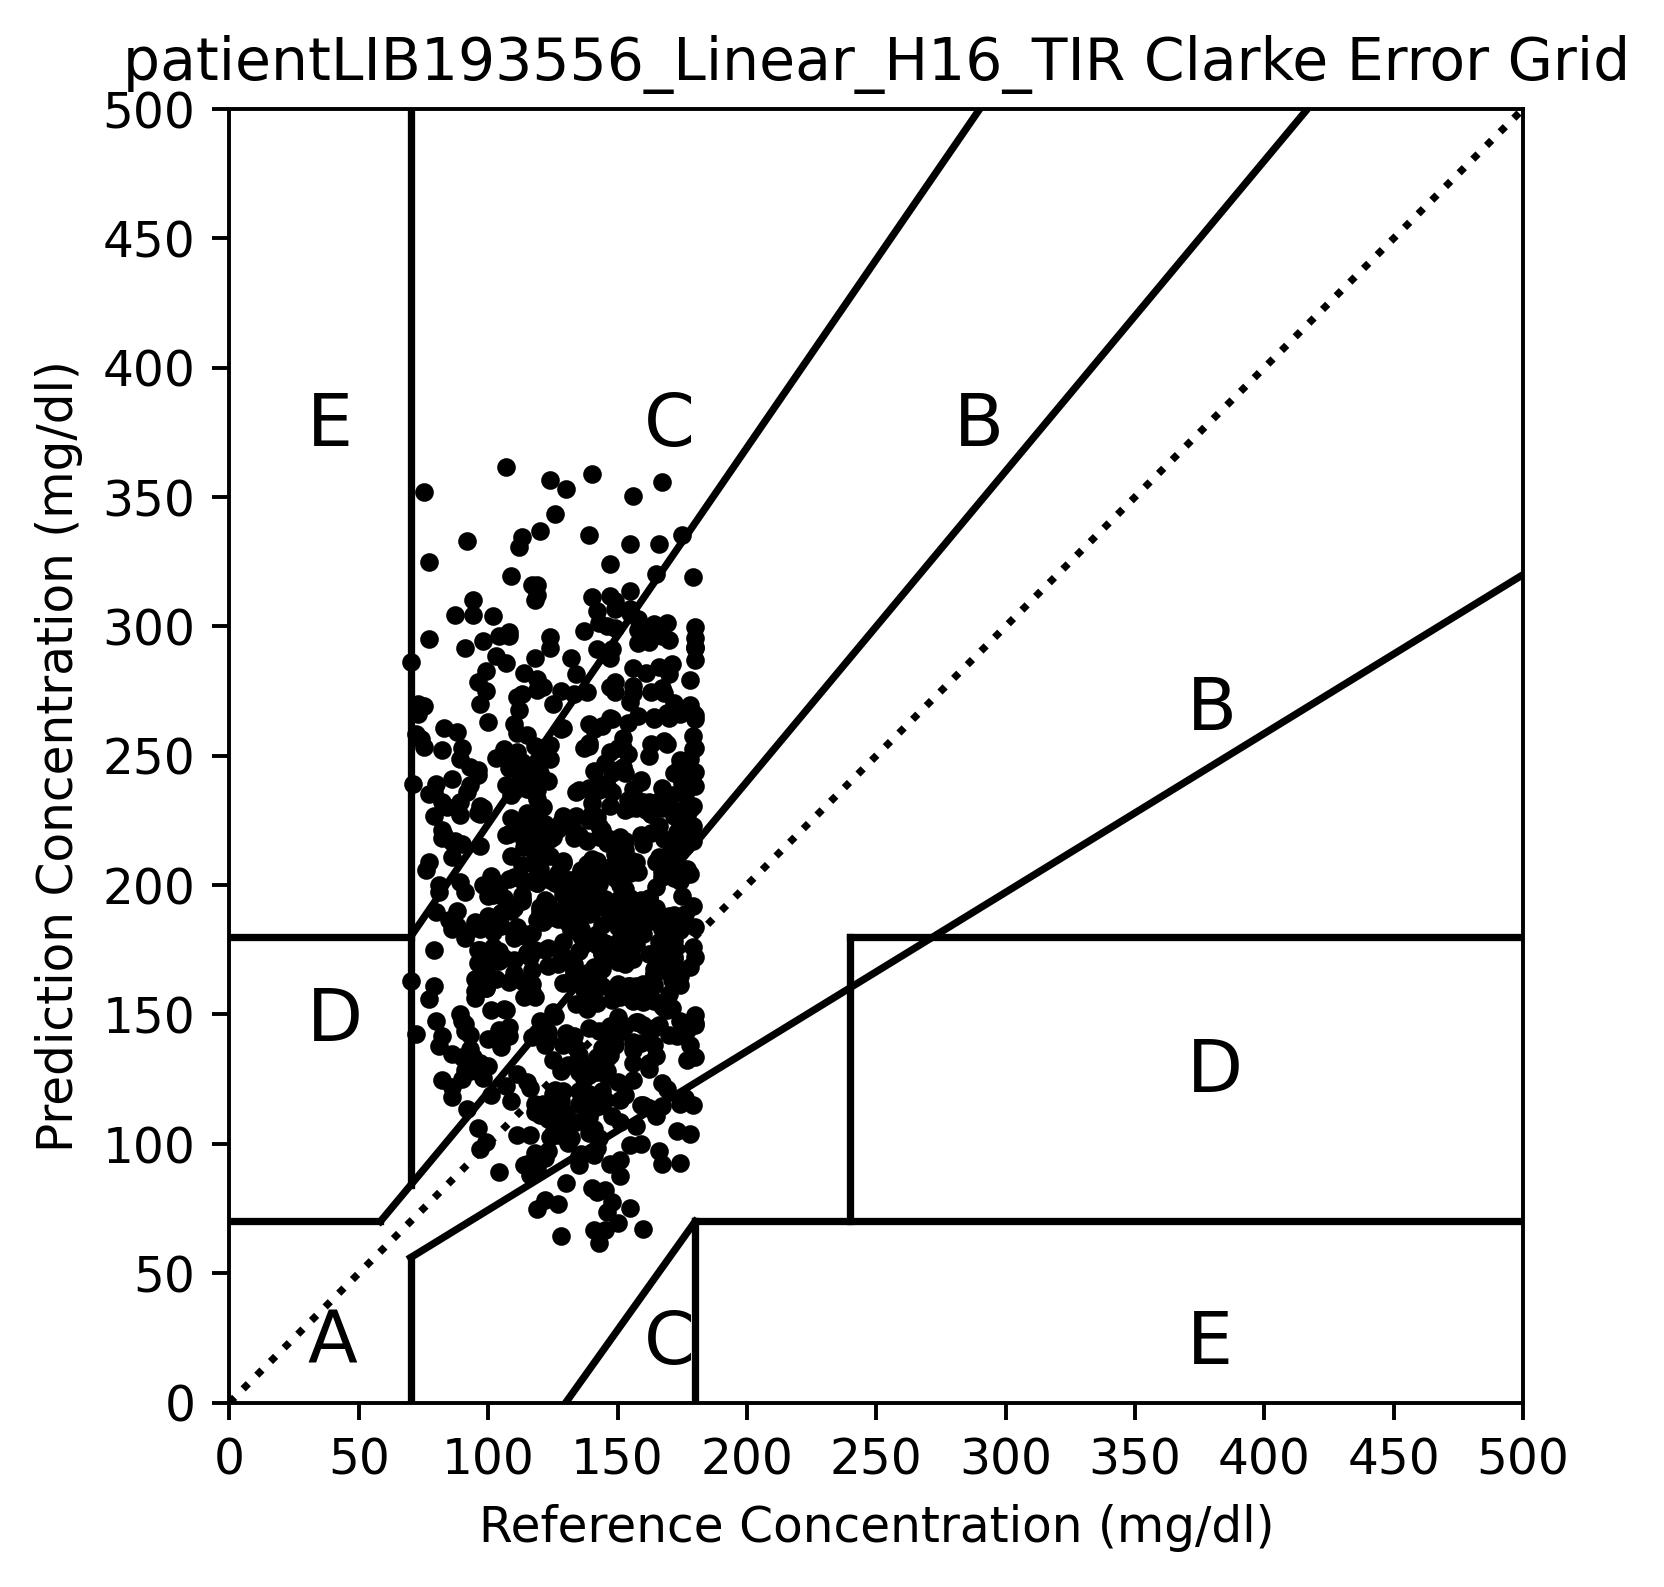 patientLIB193556_Linear_H16_TIR Clarke Error Grid
500
450
400
350
300
250
200
150
100
50
0
Prediction Concentration (mg/dl)
E
C
B
B
D
D
A
C
E
0 50 100 150 200 250 300 350 400 450 500
Reference Concentration (mg/dl)